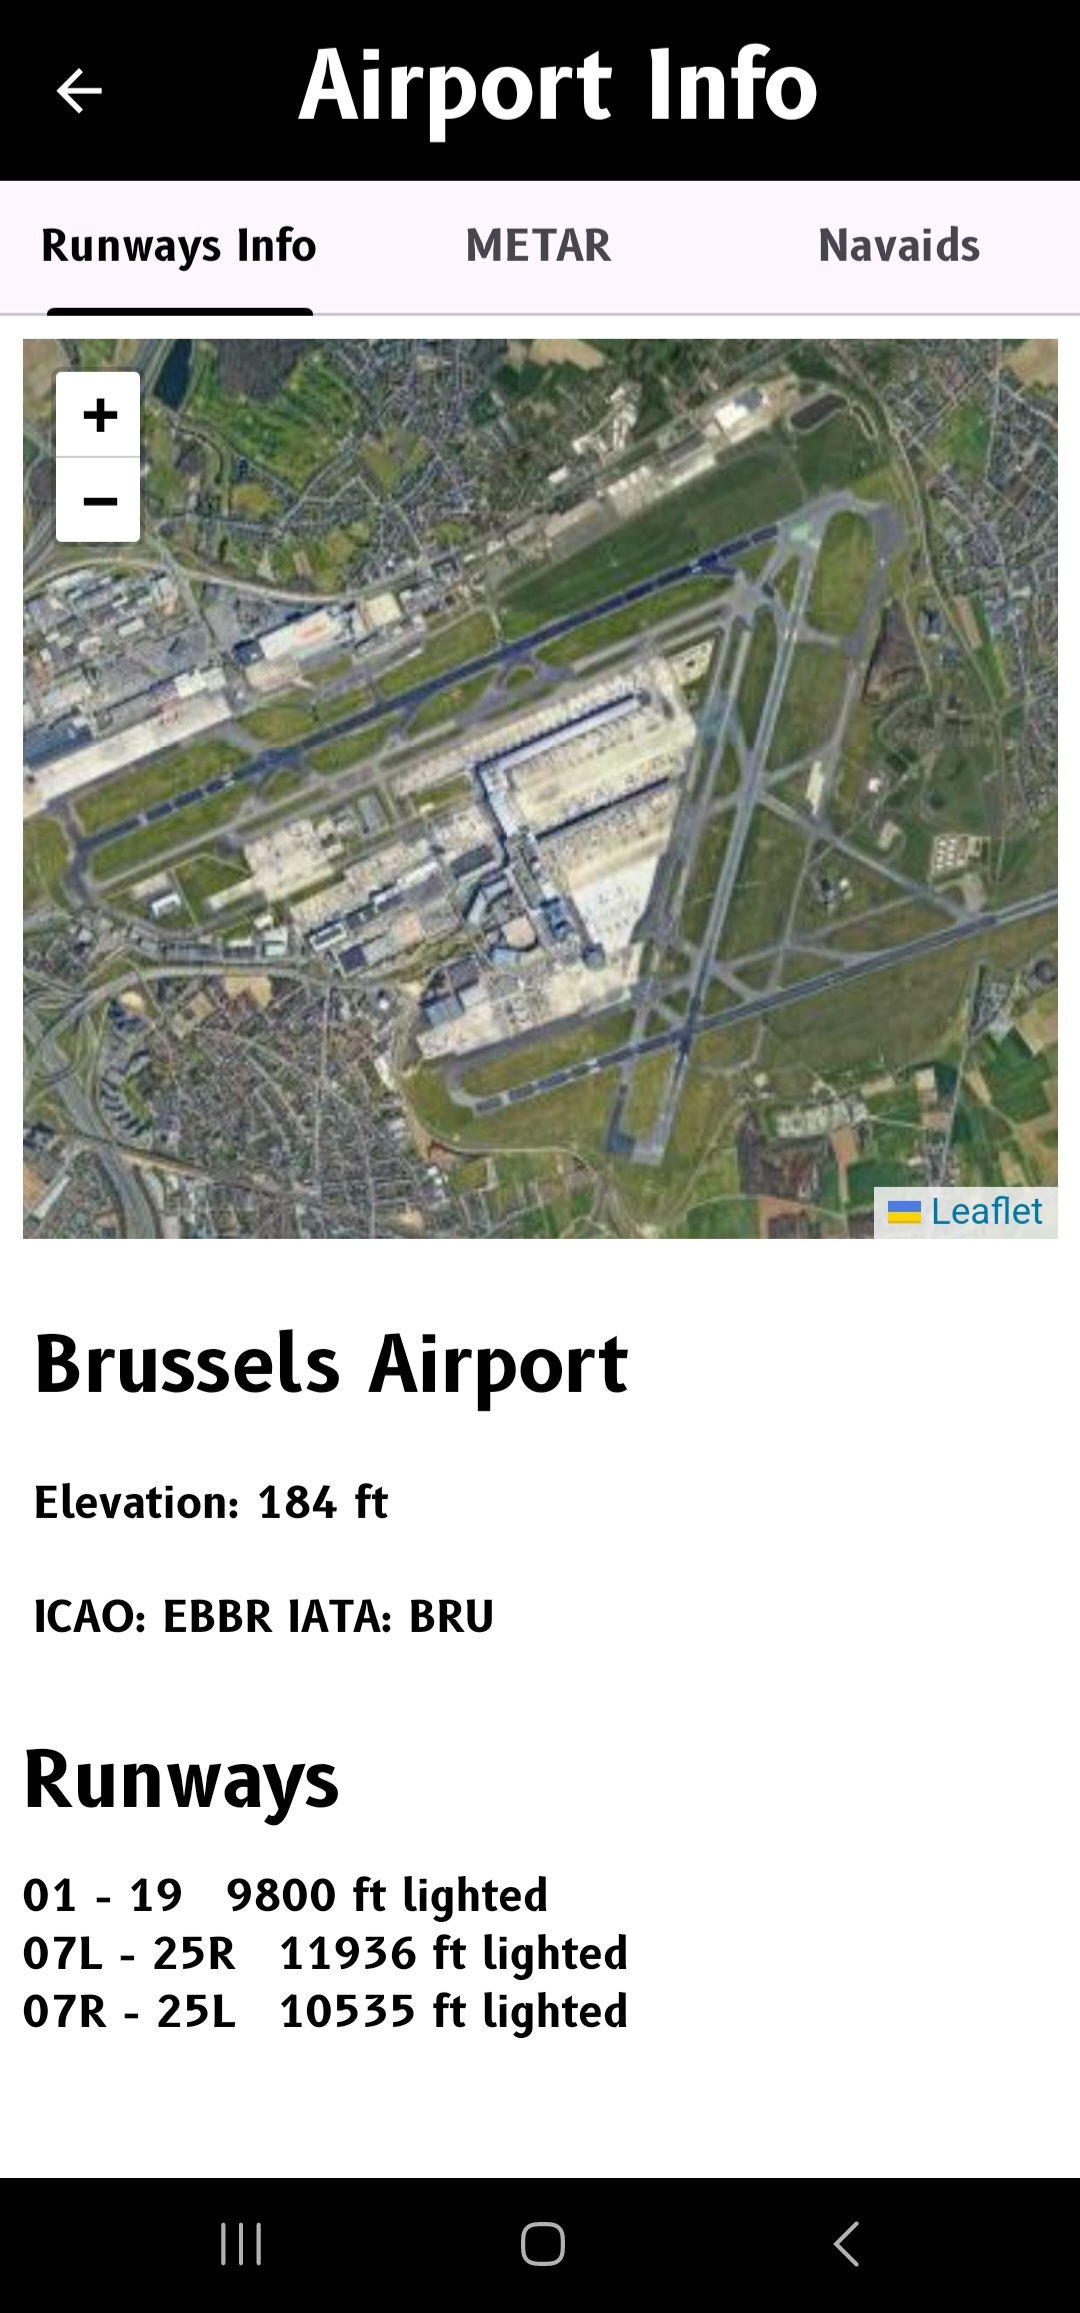 Airport Info
Runways Info METAR Navaids
+
−
Leaflet
Brussels Airport
Elevation: 184 ft
ICAO: EBBR IATA: BRU
Runways
01 - 19 9800 ft lighted
07L - 25R 11936 ft lighted
07R - 25L 10535 ft lighted